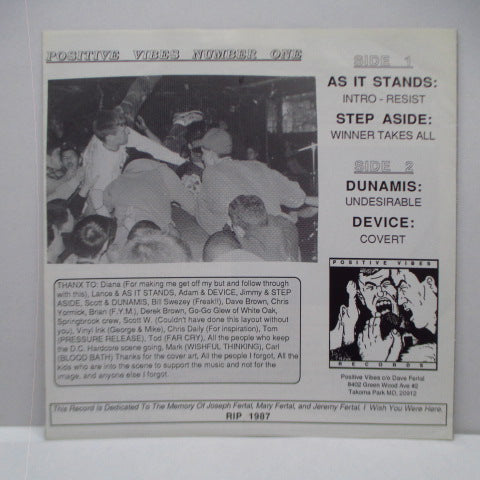 POSITIVE VIBES NUMBER ONE
SIDE 1
AS IT STANDS:
INTRO - RESIST
STEP ASIDE:
WINNER TAKES ALL
SIDE 2
DUNAMIS:
UNDESIRABLE
DEVICE:
COVERT
POSITIVE VIBES
RECORDS
Positive Vibes c/o Dave Fertal
8402 Green Wood Ave #2
Takoma Park MD, 20912
THANX TO: Diana (For making me get off my but and follow through
with this), Lance & AS IT STANDS, Adam & DEVICE, Jimmy & STEP
ASIDE, Scott & DUNAMIS, Bill Swezey (Freak!!), Dave Brown, Chris
Yormick, Brian (F.Y.M.), Derek Brown, Go-Go Glew of White Oak,
Springbrook crew, Scott W. (Couldn't have done this layout without
you), Vinyl Ink (George & Mike), Chris Daily (For inspiration), Tom
(PRESSURE RELEASE), Tod (FAR CRY), All the people who keep
the D.C. Hardcore scene going, Mark (WISHFUL THINKING), Carl
(BLOOD BATH) Thanks for the cover art, All the people I forgot, All the
kids who are into the scene to support the music and not for the
image, and anyone else I forgot.
This Record is Dedicated To The Memory Of Joseph Fertal, Mary Fertal, and Jeremy Fertal. I Wish You Were Here.
RIP 1987